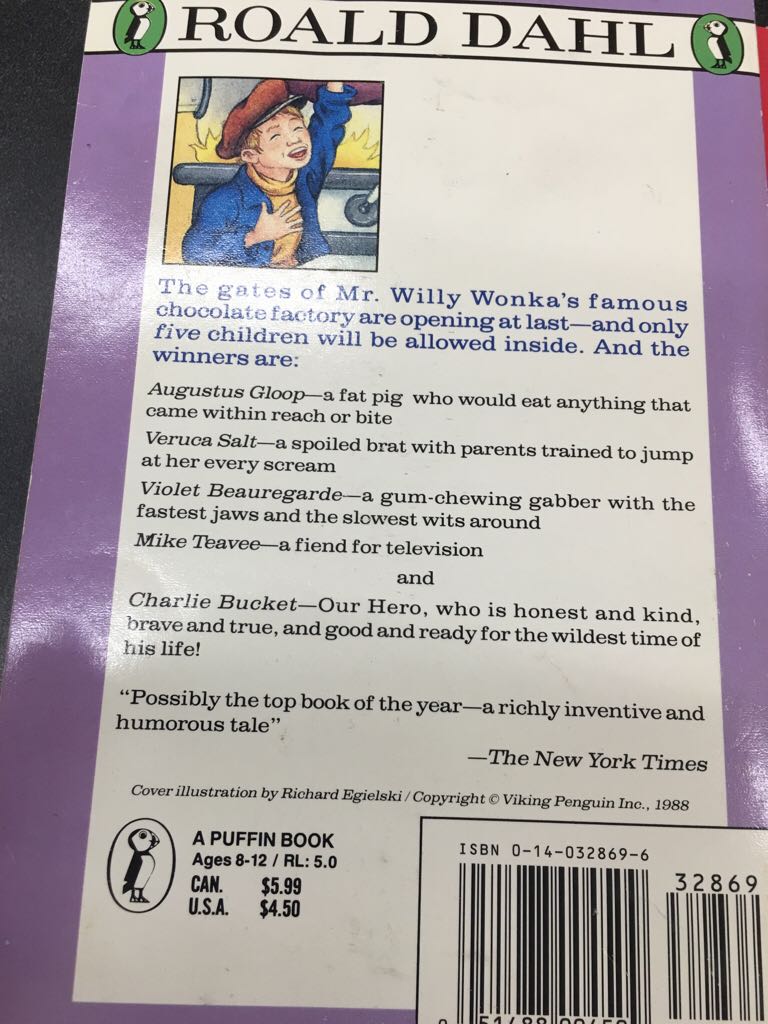 ROALD DAHL
The gates of Mr. Willy Wonka's famous
chocolate factory are opening at last—and only
five children will be allowed inside. And the
winners are:
Augustus Gloop—a fat pig who would eat anything that
came within reach or bite
Veruca Salt—a spoiled brat with parents trained to jump
at her every scream
Violet Beauregarde—a gum-chewing gabber with the
fastest jaws and the slowest wits around
Mike Teavee—a fiend for television
and
Charlie Bucket—Our Hero, who is honest and kind,
brave and true, and good and ready for the wildest time of
his life!
“Possibly the top book of the year—a richly inventive and
humorous tale”
—The New York Times
Cover illustration by Richard Egielski / Copyright © Viking Penguin Inc., 1988
A PUFFIN BOOK
Ages 8-12 / RL: 5.0
CAN. $5.99
U.S.A. $4.50
ISBN 0-14-032869-6
32869